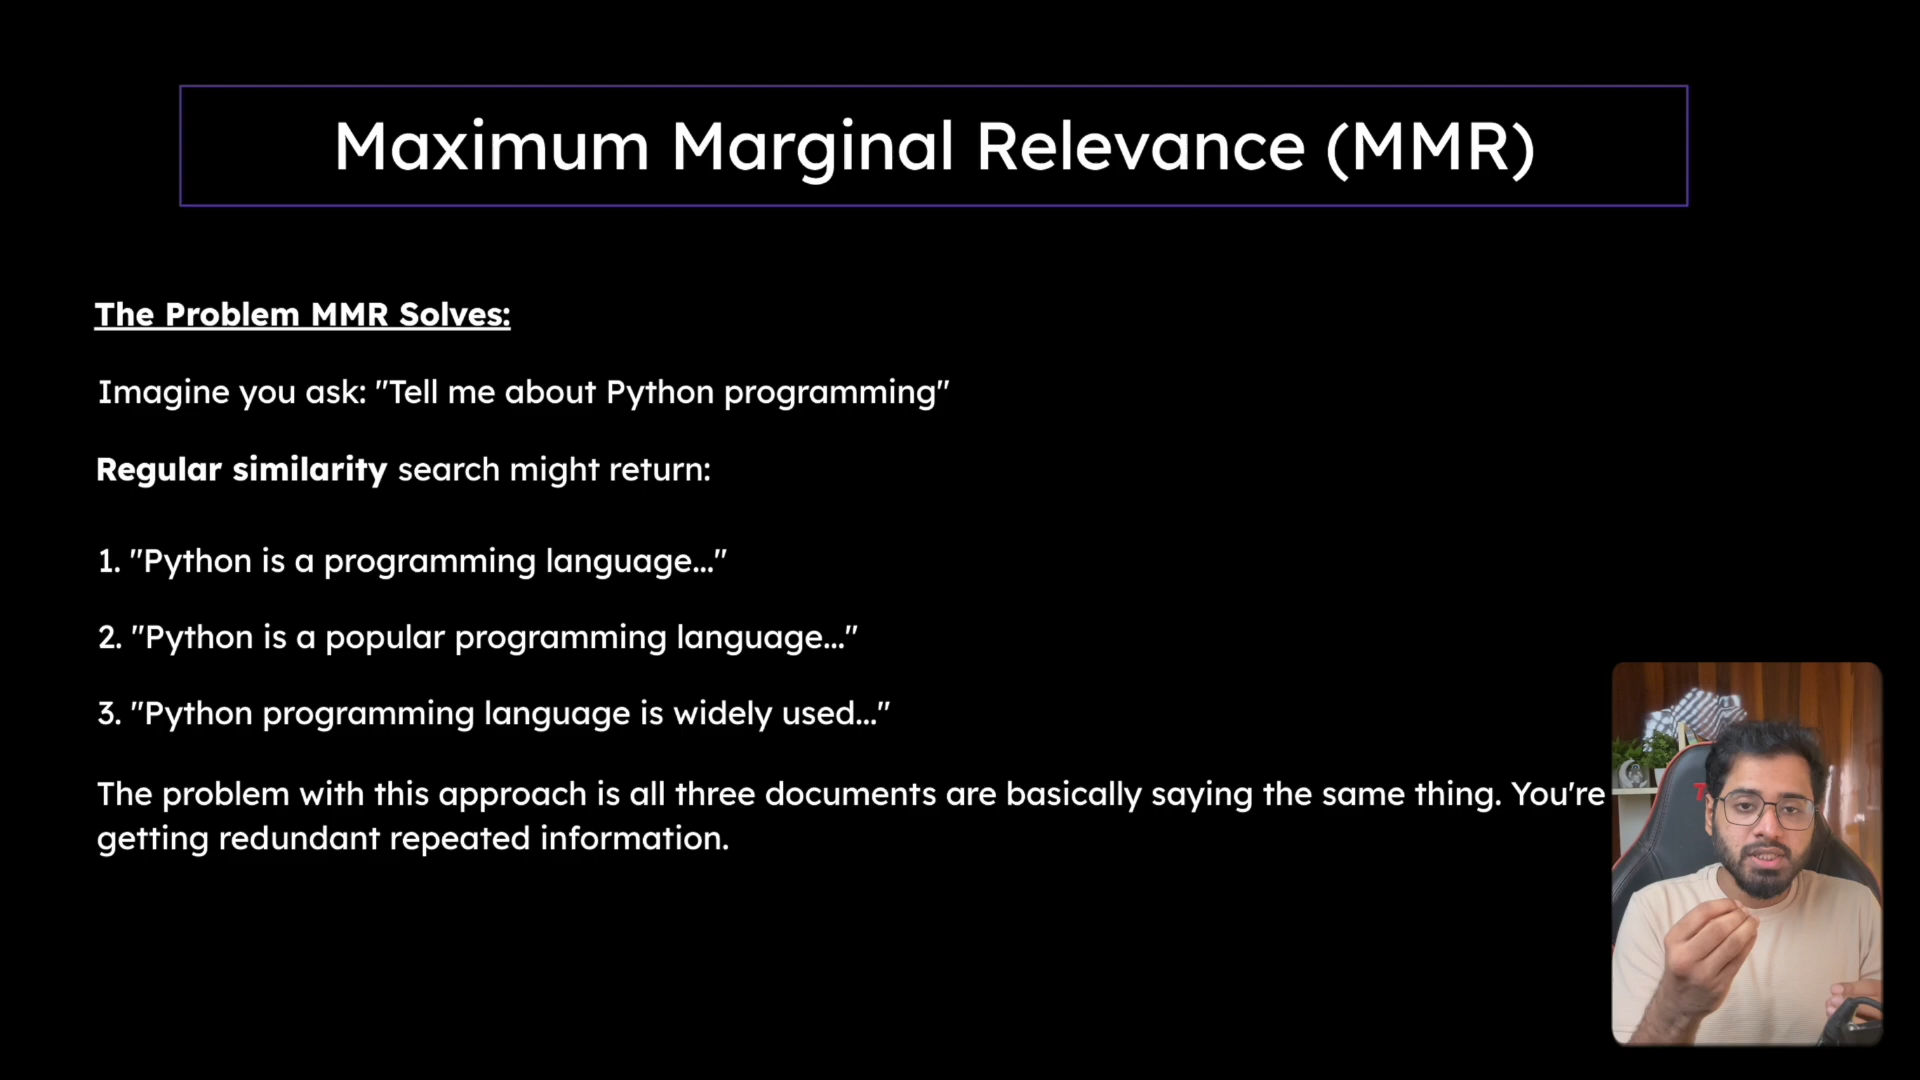 Maximum Marginal Relevance (MMR)
The Problem MMR Solves:
Imagine you ask: "Tell me about Python programming"
Regular similarity search might return:
1. "Python is a programming language..."
2. "Python is a popular programming language..."
3. "Python programming language is widely used..."
The problem with this approach is all three documents are basically saying the same thing. You're
getting redundant repeated information.